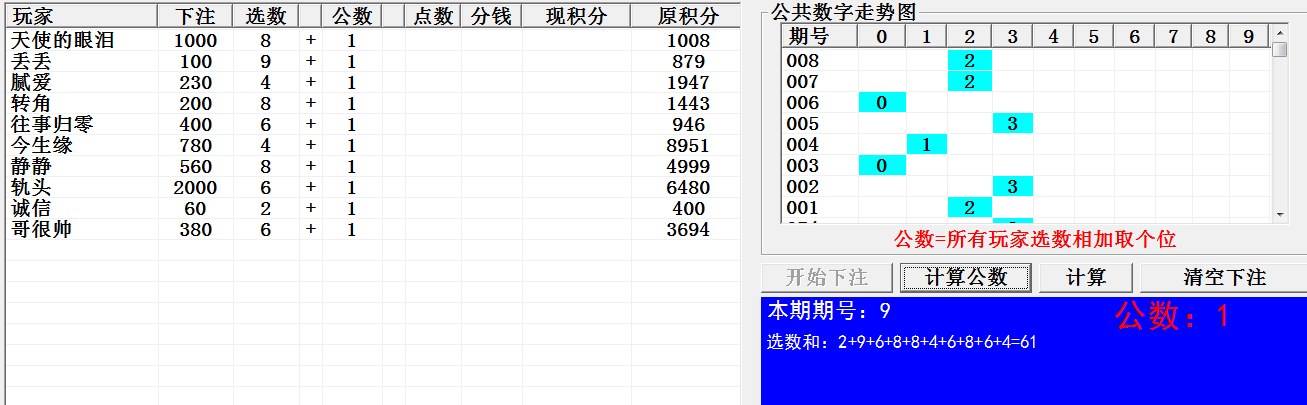 玩家 下注 选数 公数 点数 分钱 现积分 原积分
天使的眼泪 1000 8 + 1 1008
丢丢 100 9 + 1 879
腻爱 230 4 + 1 1947
转角 200 8 + 1 1443
往事归零 400 6 + 1 946
今生缘 780 4 + 1 8951
静静 560 8 + 1 4999
轨头 2000 6 + 1 6480
诚信 60 2 + 1 400
哥很帅 380 6 + 1 3694
公共数字走势图
期号 0 1 2 3 4 5 6 7 8 9
008 2
007 2
006 0
005 3
004 1
003 0
002 3
001 2
公数=所有玩家选数相加取个位
开始下注 计算公数 计算 清空下注
本期期号：9 公数：1
选数和：2+9+6+8+8+4+6+8+6+4=61